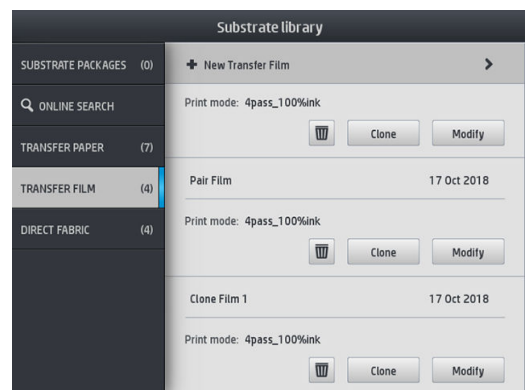 Substrate library
SUBSTRATE PACKAGES (0)
ONLINE SEARCH
TRANSFER PAPER (7)
TRANSFER FILM (4)
DIRECT FABRIC (4)
New Transfer Film
Print mode: 4pass_100%ink
Clone Modify
Pair Film 17 Oct 2018
Print mode: 4pass_100%ink
Clone Modify
Clone Film 1 17 Oct 2018
Print mode: 4pass_100%ink
Clone Modify